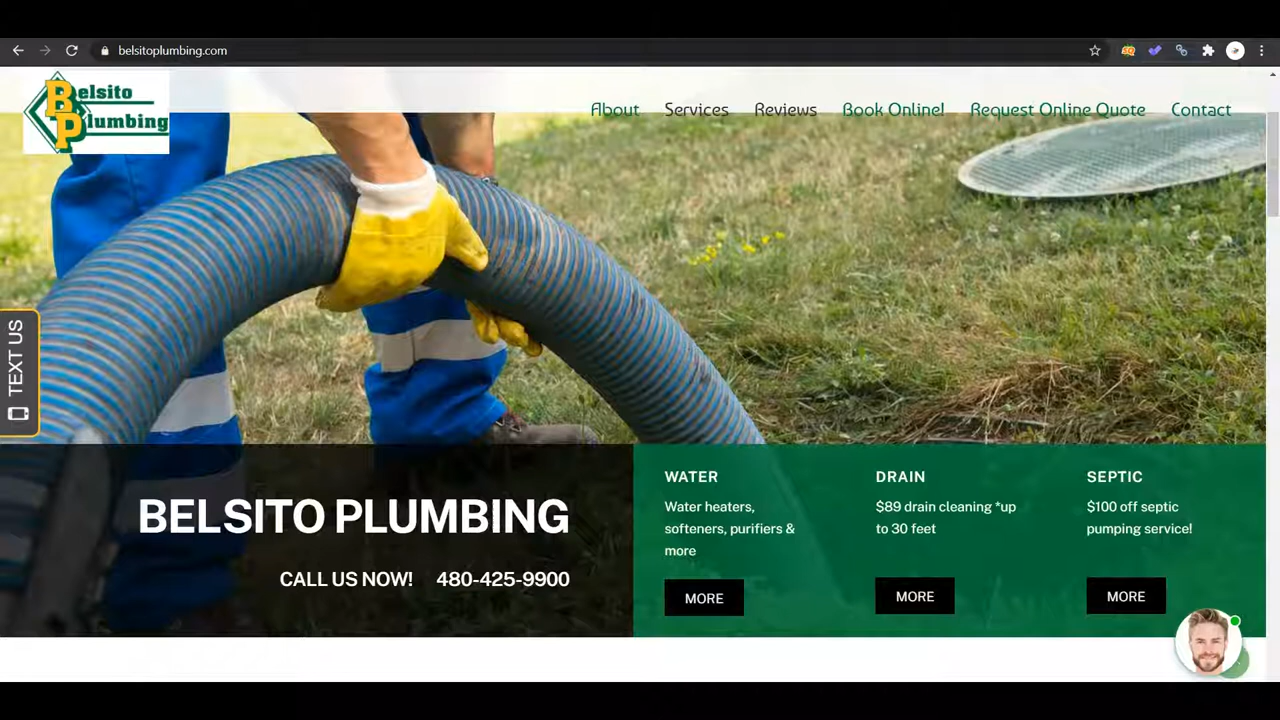 belsitoplumbing.com
Belsito
Plumbing
About Services Reviews Book Online! Request Online Quote Contact
TEXT US
BELSITO PLUMBING
CALL US NOW! 480-425-9900
WATER
Water heaters,
softeners, purifiers &
more
MORE
DRAIN
$89 drain cleaning *up
to 30 feet
MORE
SEPTIC
$100 off septic
pumping service!
MORE